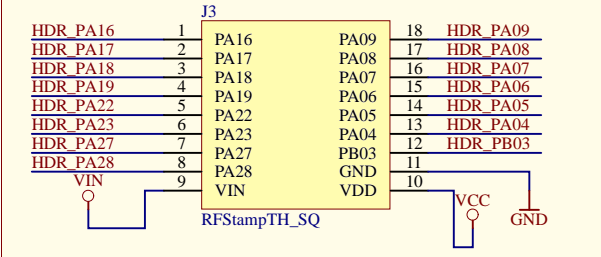 J3
HDR_PA16 1 PA16 PA09 18 HDR_PA09
HDR_PA17 2 PA17 PA08 17 HDR_PA08
HDR_PA18 3 PA18 PA07 16 HDR_PA07
HDR_PA19 4 PA19 PA06 15 HDR_PA06
HDR_PA22 5 PA22 PA05 14 HDR_PA05
HDR_PA23 6 PA23 PA04 13 HDR_PA04
HDR_PA27 7 PA27 PB03 12 HDR_PB03
HDR_PA28 8 PA28 GND 11
VIN 9 VIN VDD 10
VCC
GND
RFStampTH_SQ